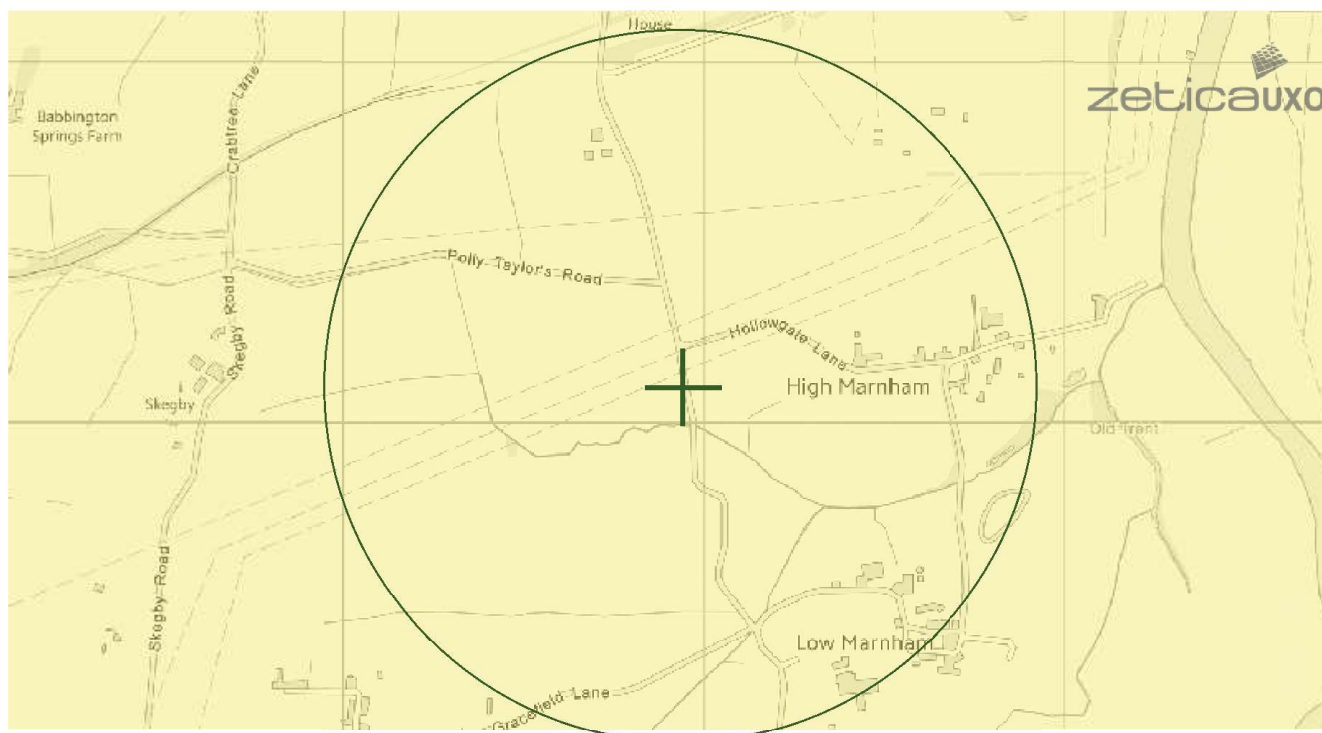 House
zeticauxo
Babbington
Springs Farm
Crabtree Lane
Polly Taylor's Road
Skegby Road
Hollowgate Lane
High Marnham
Skegby
Old Trent
Skegby Road
Low Marnham
Gracefield Lane